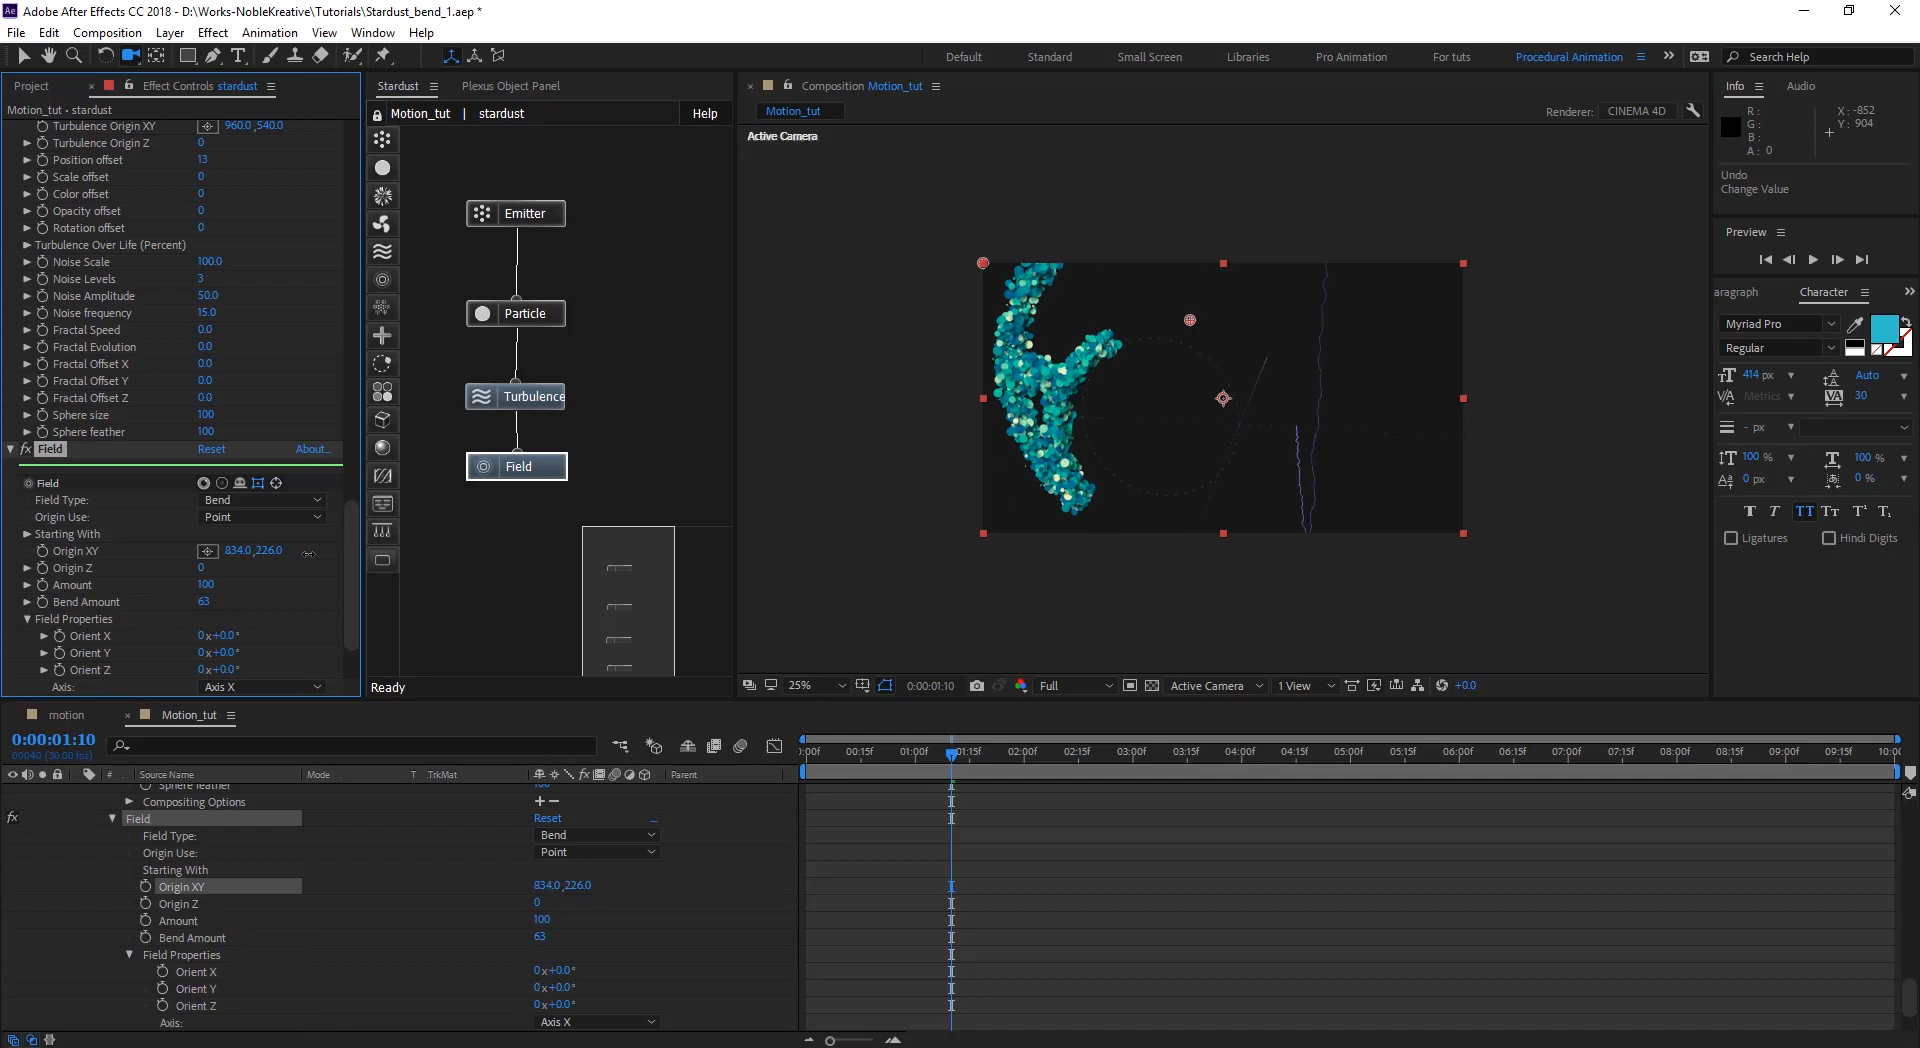 Adobe After Effects CC 2018 - D:\Works-NobleKreative\Tutorials\Stardust_bend_1.aep *
File Edit Composition Layer Effect Animation View Window Help
Default Standard Small Screen Libraries Pro Animation For tuts Procedural Animation Search Help
Project Effect Controls stardust
Motion_tut • stardust
Turbulence Origin XY 960.0,540.0
Turbulence Origin Z 0
Position offset 13
Scale offset 0
Color offset 0
Opacity offset 0
Rotation offset 0
Turbulence Over Life (Percent)
Noise Scale 100.0
Noise Levels 3
Noise Amplitude 50.0
Noise frequency 15.0
Fractal Speed 0.0
Fractal Evolution 0.0
Fractal Offset X 0.0
Fractal Offset Y 0.0
Fractal Offset Z 0.0
Sphere size 100
Sphere feather 100
fx Field Reset About...
Field
Field Type: Bend
Origin Use: Point
Starting With
Origin XY 834.0,226.0
Origin Z 0
Amount 100
Bend Amount 63
Field Properties
Orient X 0x+0.0°
Orient Y 0x+0.0°
Orient Z 0x+0.0°
Axis: Axis X
Stardust Plexus Object Panel
Motion_tut | stardust Help
Emitter
Particle
Turbulence
Field
Ready
Composition Motion_tut
Motion_tut Renderer: CINEMA 4D
Active Camera
25% 0:00:01:10 Full Active Camera 1 View +0.0
Info Audio
R: X: -852
G: Y: 904
B:
A: 0
Undo
Change Value
Preview
aragraph Character
Myriad Pro
Regular
414 px Auto
Metrics 30
- px
100 % 100 %
0 px 0 %
Ligatures Hindi Digits
motion Motion_tut
0:00:01:10
00040 (30.00 fps)
# Source Name Mode T .TrkMat Parent
:00f 00:15f 01:00f 01:15f 02:00f 02:15f 03:00f 03:15f 04:00f 04:15f 05:00f 05:15f 06:00f 06:15f 07:00f 07:15f 08:00f 08:15f 09:00f 09:15f 10:00
Sphere feather 100
Compositing Options + –
fx Field Reset ...
Field Type: Bend
Origin Use: Point
Starting With
Origin XY 834.0,226.0
Origin Z 0
Amount 100
Bend Amount 63
Field Properties
Orient X 0x+0.0°
Orient Y 0x+0.0°
Orient Z 0x+0.0°
Axis: Axis X